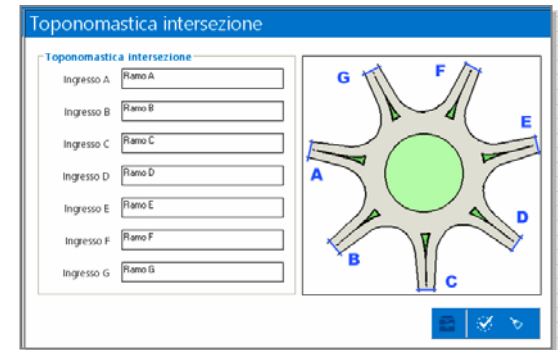 Toponomastica intersezione
Toponomastica intersezione
Ingresso A Ramo A
Ingresso B Ramo B
Ingresso C Ramo C
Ingresso D Ramo D
Ingresso E Ramo E
Ingresso F Ramo F
Ingresso G Ramo G
G F
E
A
D
B
C